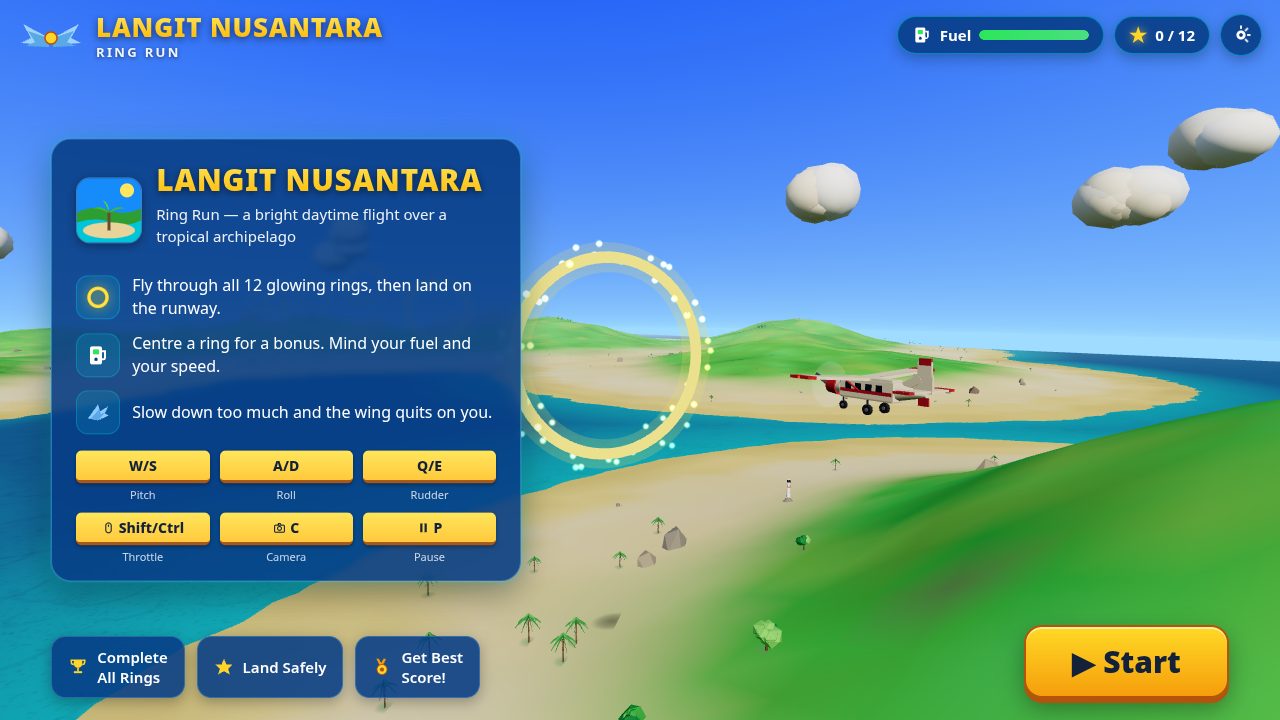 LANGIT NUSANTARA
RING RUN
Fuel
0 / 12
LANGIT NUSANTARA
Ring Run — a bright daytime flight over a
tropical archipelago
Fly through all 12 glowing rings, then land on
the runway.
Centre a ring for a bonus. Mind your fuel and
your speed.
Slow down too much and the wing quits on you.
W/S
A/D
Q/E
Pitch
Roll
Rudder
Shift/Ctrl
C
P
Throttle
Camera
Pause
Complete
All Rings
Land Safely
Get Best
Score!
▶ Start